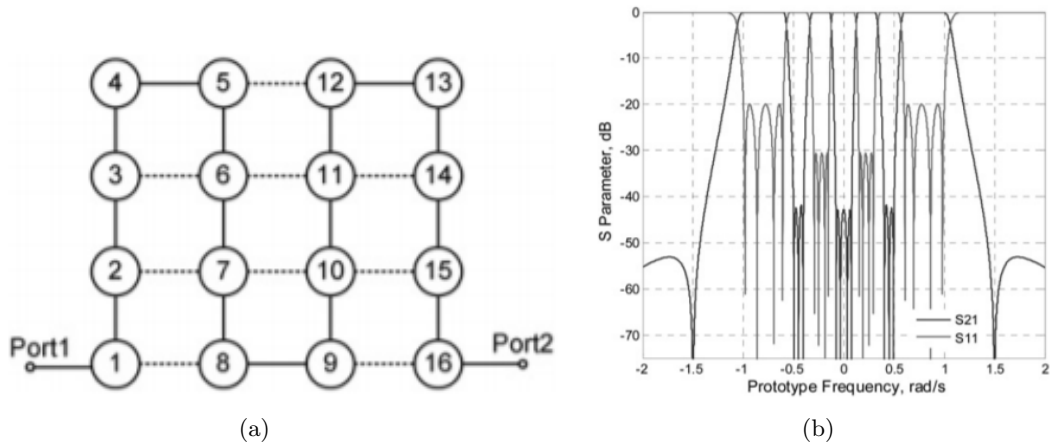 4 5 12 13
3 6 11 14
2 7 10 15
Port1 Port2
1 8 9 16
(a)
0
-10
-20
-30
-40
-50
-60
-70
S Parameter, dB
S21
S11
-2 -1.5 -1 -0.5 0 0.5 1 1.5 2
Prototype Frequency, rad/s
(b)